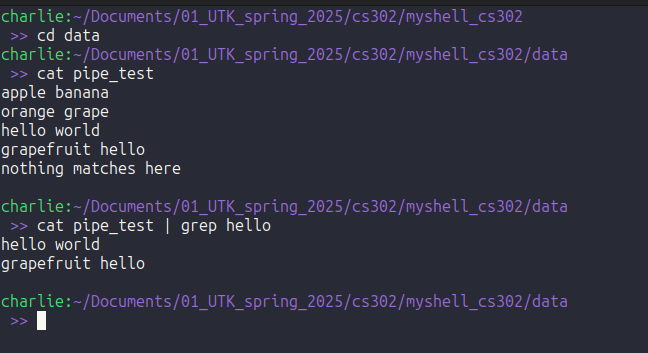 charlie:~/Documents/01_UTK_spring_2025/cs302/myshell_cs302
>> cd data
charlie:~/Documents/01_UTK_spring_2025/cs302/myshell_cs302/data
>> cat pipe_test
apple banana
orange grape
hello world
grapefruit hello
nothing matches here
charlie:~/Documents/01_UTK_spring_2025/cs302/myshell_cs302/data
>> cat pipe_test | grep hello
hello world
grapefruit hello
charlie:~/Documents/01_UTK_spring_2025/cs302/myshell_cs302/data
>>